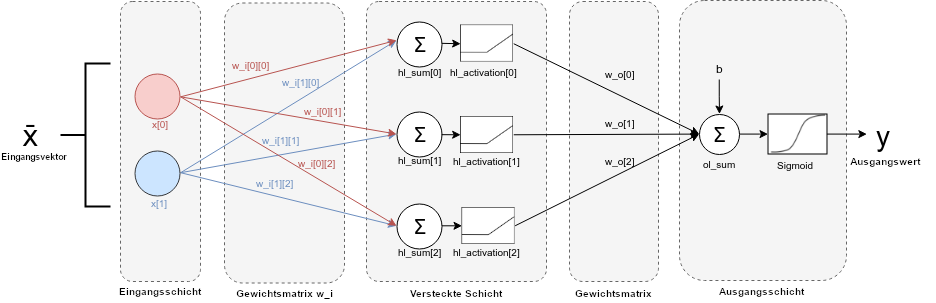 x̄
Eingangsvektor
x[0]
x[1]
Eingangsschicht
w_i[0][0]
w_i[1][0]
w_i[0][1]
w_i[1][1]
w_i[0][2]
w_i[1][2]
Gewichtsmatrix w_i
Σ
hl_sum[0]
hl_activation[0]
Σ
hl_sum[1]
hl_activation[1]
Σ
hl_sum[2]
hl_activation[2]
Versteckte Schicht
w_o[0]
w_o[1]
w_o[2]
Gewichtsmatrix
b
Σ
ol_sum
Sigmoid
Ausgangsschicht
y
Ausgangswert